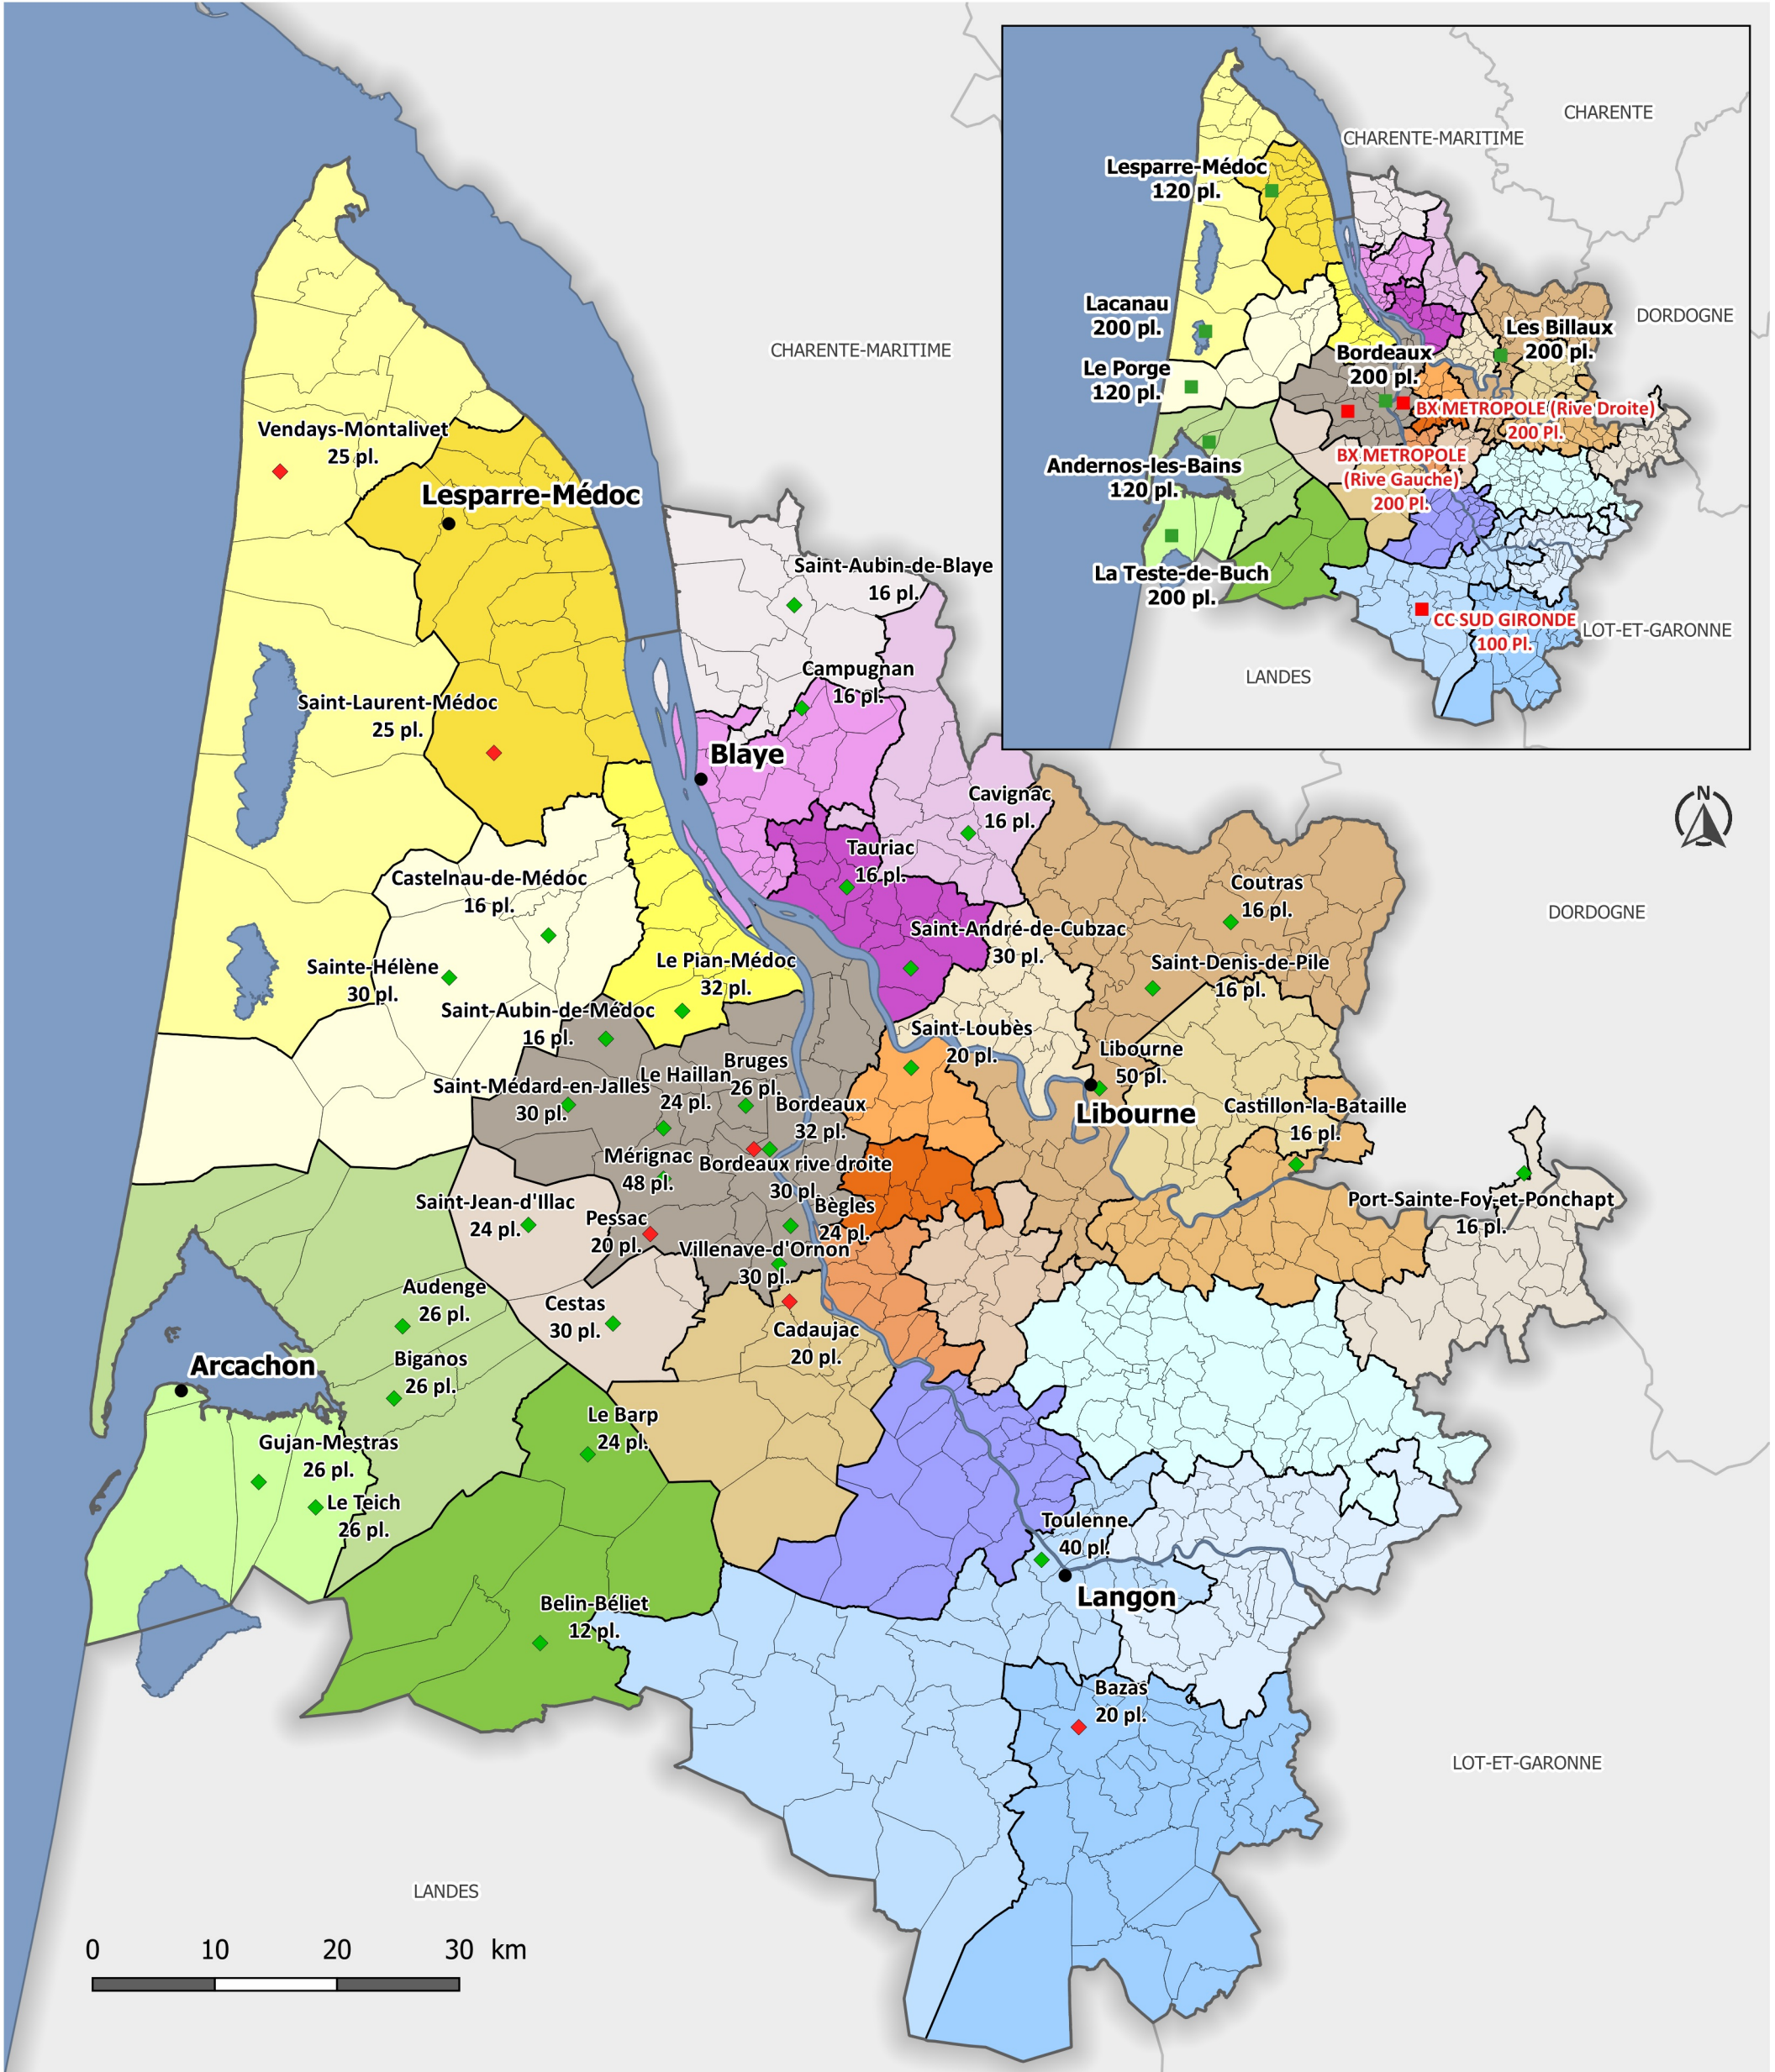 CHARENTE
CHARENTE-MARITIME
Lesparre-Médoc
120 pl.
Lacanau
200 pl.
DORDOGNE
Les Billaux
200 pl.
Bordeaux
200 pl.
Le Porge
120 pl.
BX METROPOLE (Rive Droite)
200 Pl.
BX METROPOLE
(Rive Gauche)
200 Pl.
Andernos-les-Bains
120 pl.
La Teste-de-Buch
200 pl.
CC SUD GIRONDE
100 Pl.
LOT-ET-GARONNE
LANDES
CHARENTE-MARITIME
Vendays-Montalivet
25 pl.
Lesparre-Médoc
Saint-Aubin-de-Blaye
16 pl.
Campugnan
16 pl.
Saint-Laurent-Médoc
25 pl.
Blaye
Cavignac
16 pl.
N
Tauriac
16 pl.
Castelnau-de-Médoc
16 pl.
Coutras
16 pl.
DORDOGNE
Saint-André-de-Cubzac
30 pl.
Sainte-Hélène
30 pl.
Le Pian-Médoc
32 pl.
Saint-Denis-de-Pile
16 pl.
Saint-Aubin-de-Médoc
16 pl.
Saint-Loubès
20 pl.
Libourne
50 pl.
Bruges
26 pl.
Le Haillan
24 pl.
Saint-Médard-en-Jalles
30 pl.
Bordeaux
32 pl.
Libourne
Castillon-la-Bataille
16 pl.
Mérignac
48 pl.
Bordeaux rive droite
30 pl.
Port-Sainte-Foy-et-Ponchapt
16 pl.
Saint-Jean-d'Illac
24 pl.
Bègles
24 pl.
Pessac
20 pl.
Villenave-d'Ornon
30 pl.
Audenge
26 pl.
Cestas
30 pl.
Cadaujac
20 pl.
Arcachon
Biganos
26 pl.
Le Barp
24 pl.
Gujan-Mestras
26 pl.
Le Teich
26 pl.
Toulenne
40 pl.
Langon
Belin-Béliet
12 pl.
Bazas
20 pl.
LOT-ET-GARONNE
LANDES
0 10 20 30 km